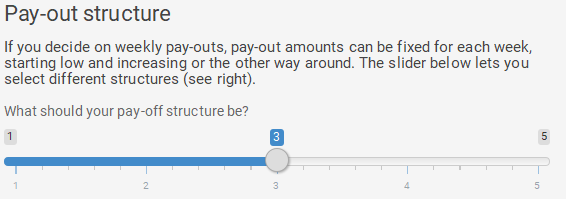 Pay-out structure
If you decide on weekly pay-outs, pay-out amounts can be fixed for each week,
starting low and increasing or the other way around. The slider below lets you
select different structures (see right).
What should your pay-off structure be?
1 3 5
1 2 3 4 5